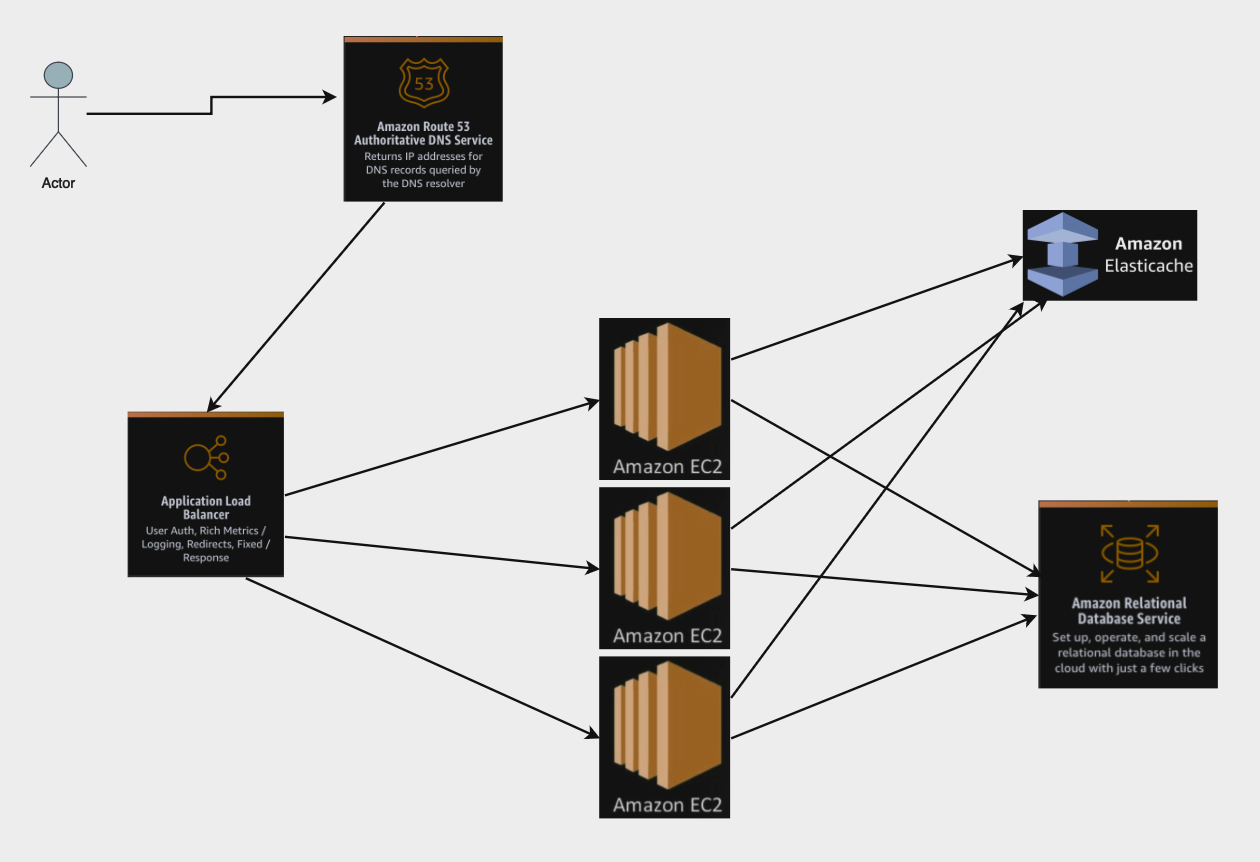 Actor
53
Amazon Route 53
Authoritative DNS Service
Returns IP addresses for
DNS records queried by
the DNS resolver
Application Load
Balancer
User Auth, Rich Metrics /
Logging, Redirects, Fixed /
Response
Amazon EC2
Amazon EC2
Amazon EC2
Amazon
Elasticache
Amazon Relational
Database Service
Set up, operate, and scale a
relational database in the
cloud with just a few clicks